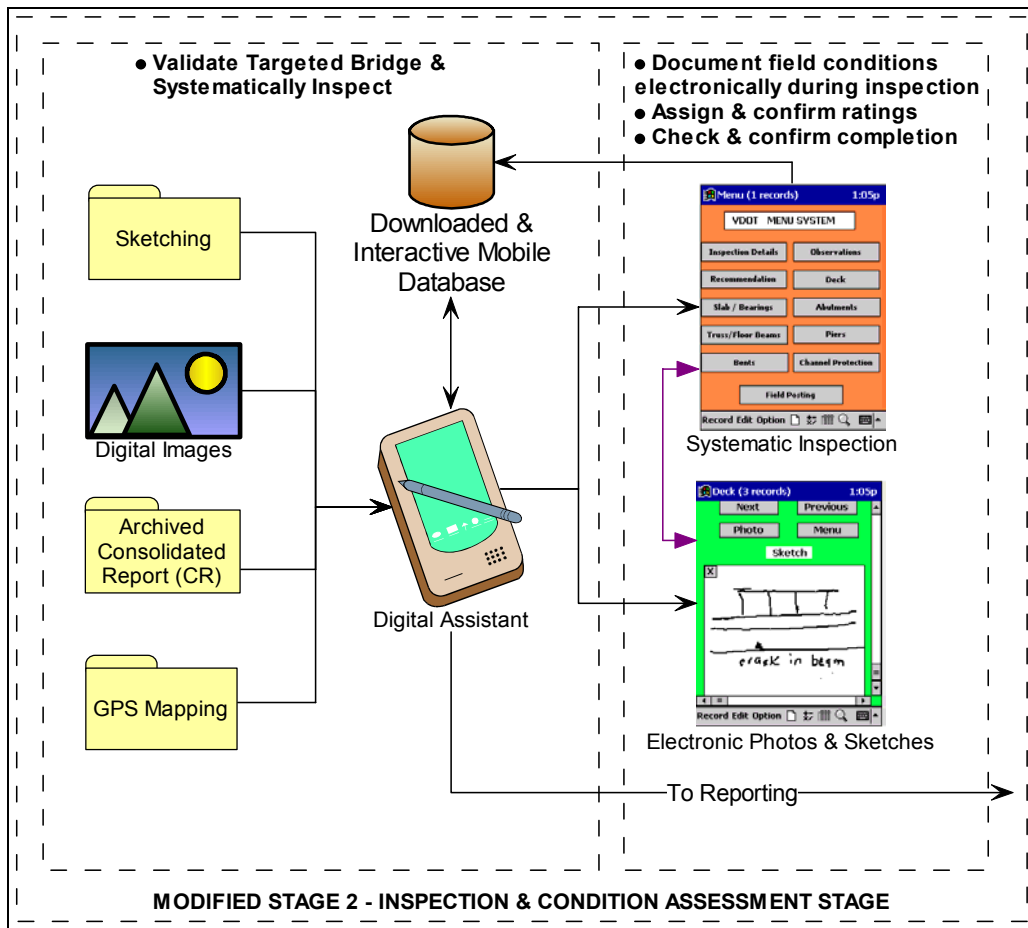 ● Validate Targeted Bridge &
Systematically Inspect
● Document field conditions
electronically during inspection
● Assign & confirm ratings
● Check & confirm completion
Sketching
Digital Images
Archived
Consolidated
Report (CR)
GPS Mapping
Downloaded &
Interactive Mobile
Database
Digital Assistant
Menu (1 records) 1:05p
VDOT MENU SYSTEM
Inspection Details Observations
Recommendation Deck
Slab / Bearings Abutments
Truss/Floor Beams Piers
Bents Channel Protection
Field Posting
Record Edit Option
Systematic Inspection
Deck (3 records) 1:05p
Next Previous
Photo Menu
Sketch
X
crack in begm
Record Edit Option
Electronic Photos & Sketches
To Reporting
MODIFIED STAGE 2 - INSPECTION & CONDITION ASSESSMENT STAGE